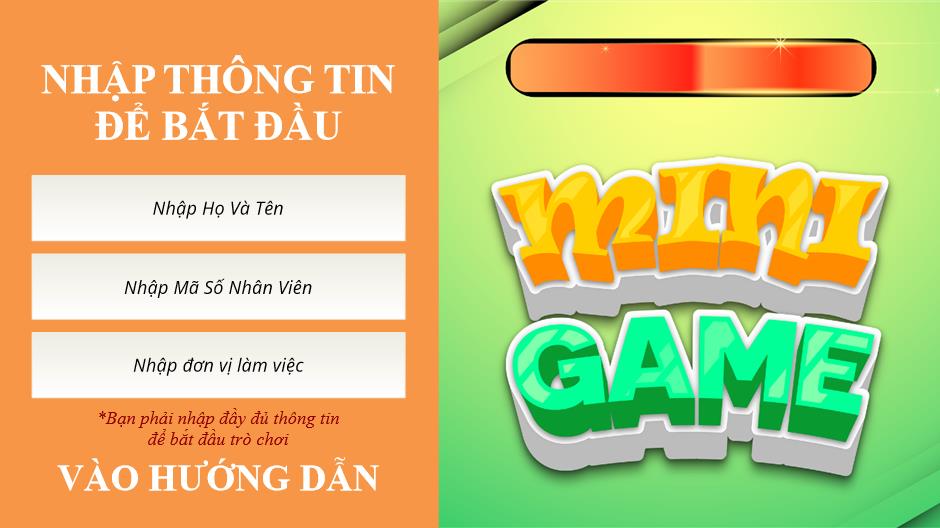 NHẬP THÔNG TIN
ĐỂ BẮT ĐẦU
Nhập Họ Và Tên
Nhập Mã Số Nhân Viên
Nhập đơn vị làm việc
*Bạn phải nhập đầy đủ thông tin
để bắt đầu trò chơi
VÀO HƯỚNG DẪN
MINI
GAME